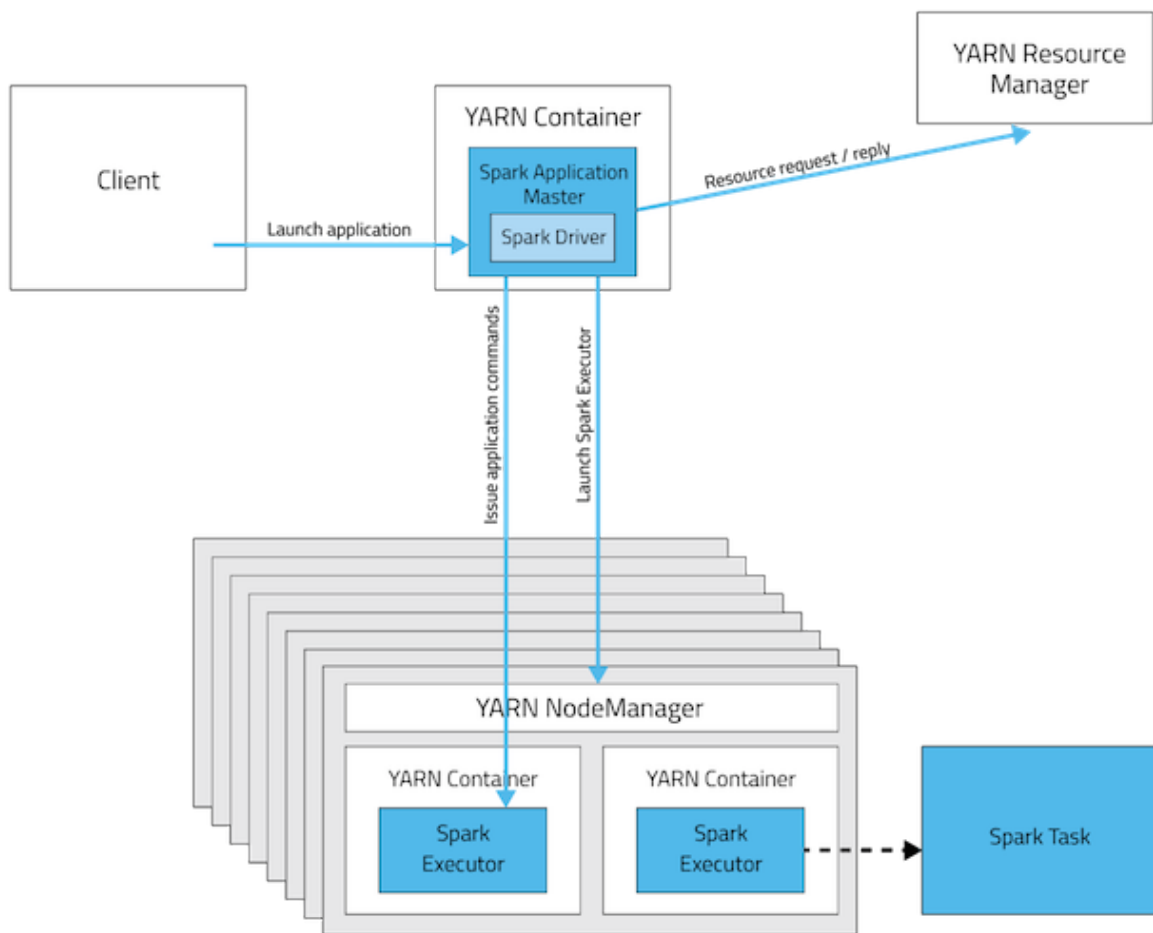 YARN Resource
Manager
YARN Container
Client
Spark Application
Master
Spark Driver
Launch application
Resource request / reply
Issue application commands
Launch Spark Executor
YARN NodeManager
YARN Container
Spark
Executor
YARN Container
Spark
Executor
Spark Task